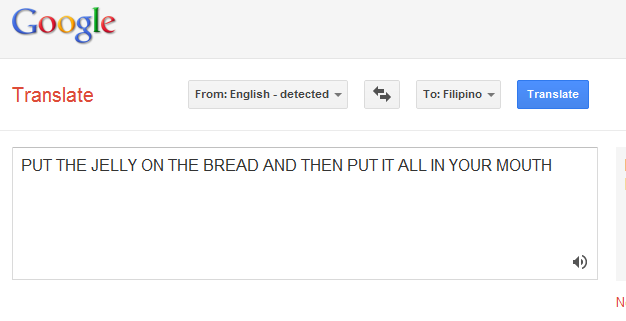 Google
Translate
From: English - detected
To: Filipino
Translate
PUT THE JELLY ON THE BREAD AND THEN PUT IT ALL IN YOUR MOUTH
N